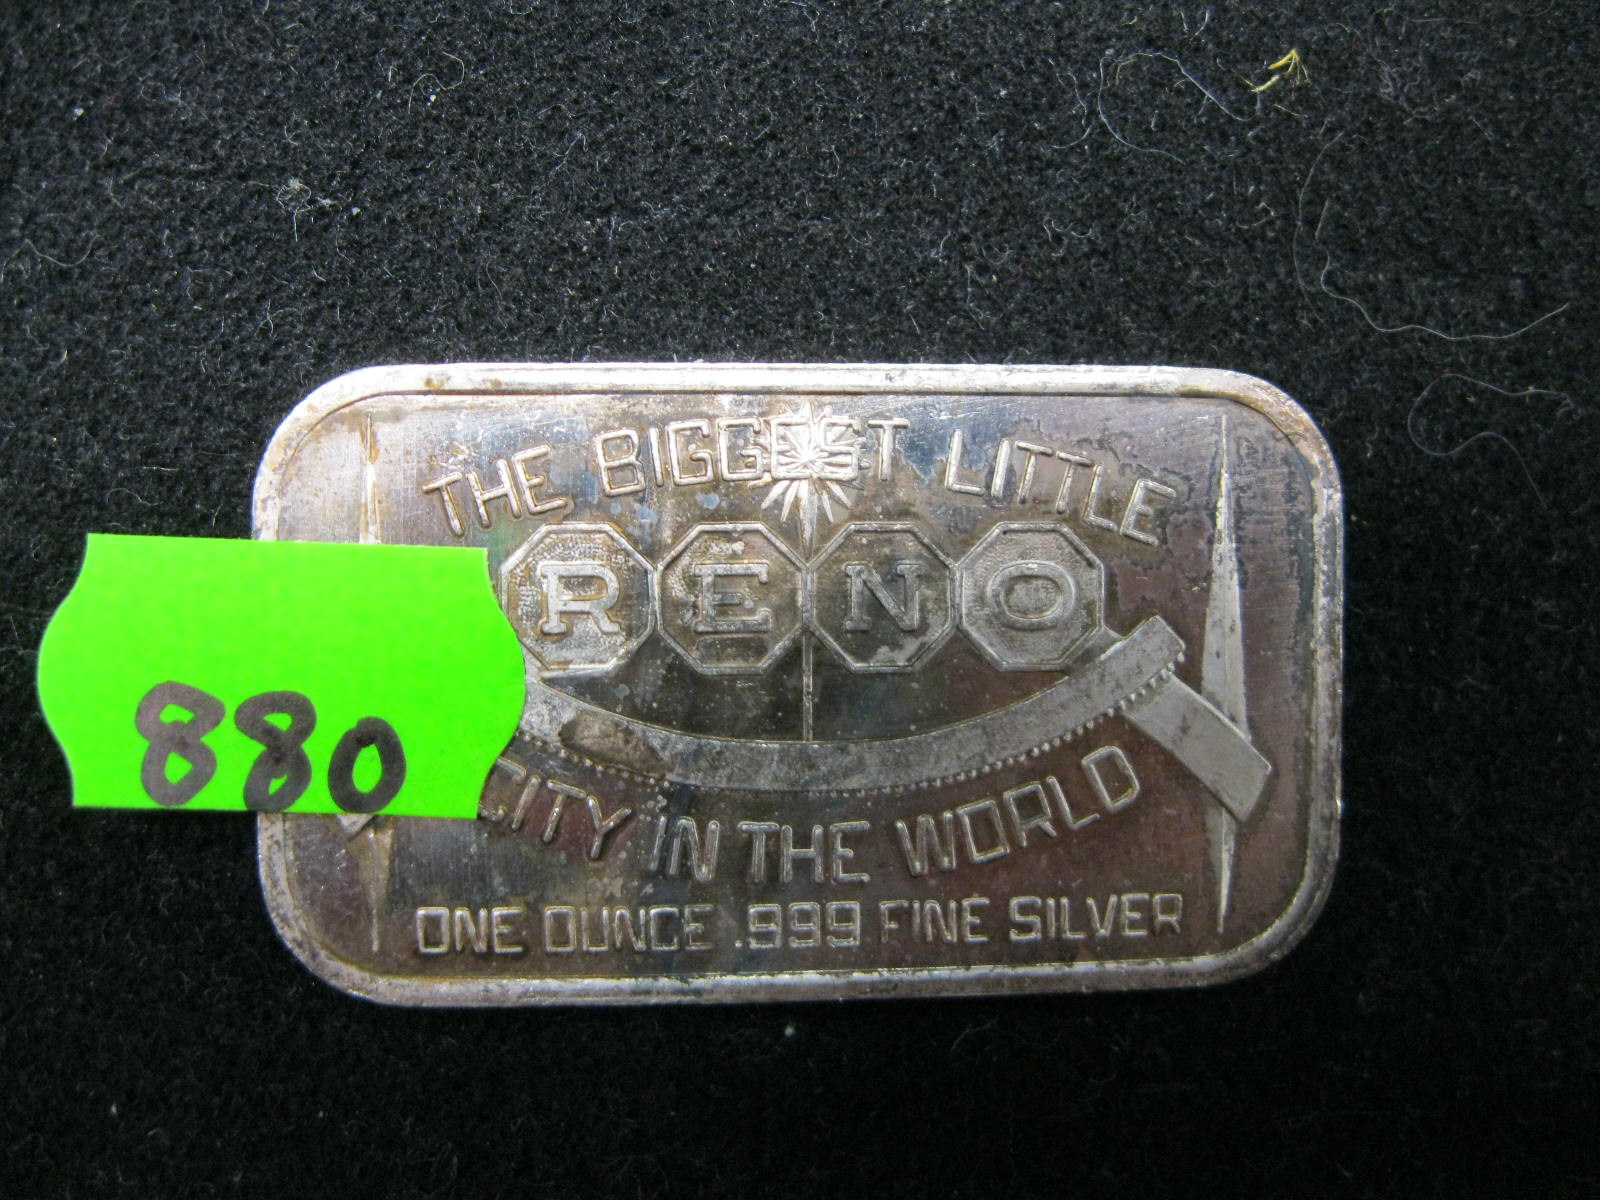 THE BIGGEST LITTLE
RENO
CITY IN THE WORLD
ONE OUNCE .999 FINE SILVER
880